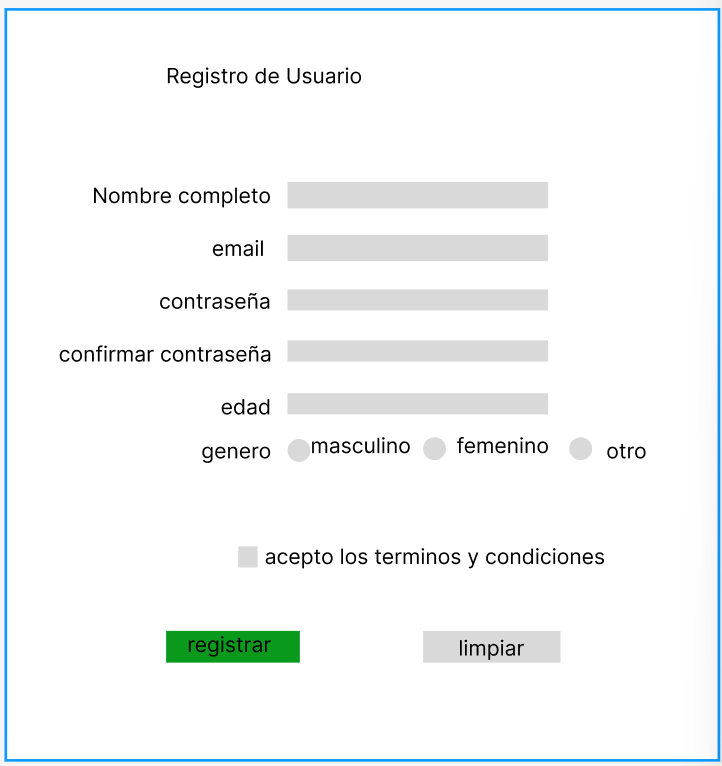 Registro de Usuario
Nombre completo
email
contraseña
confirmar contraseña
edad
genero masculino femenino otro
acepto los terminos y condiciones
registrar limpiar